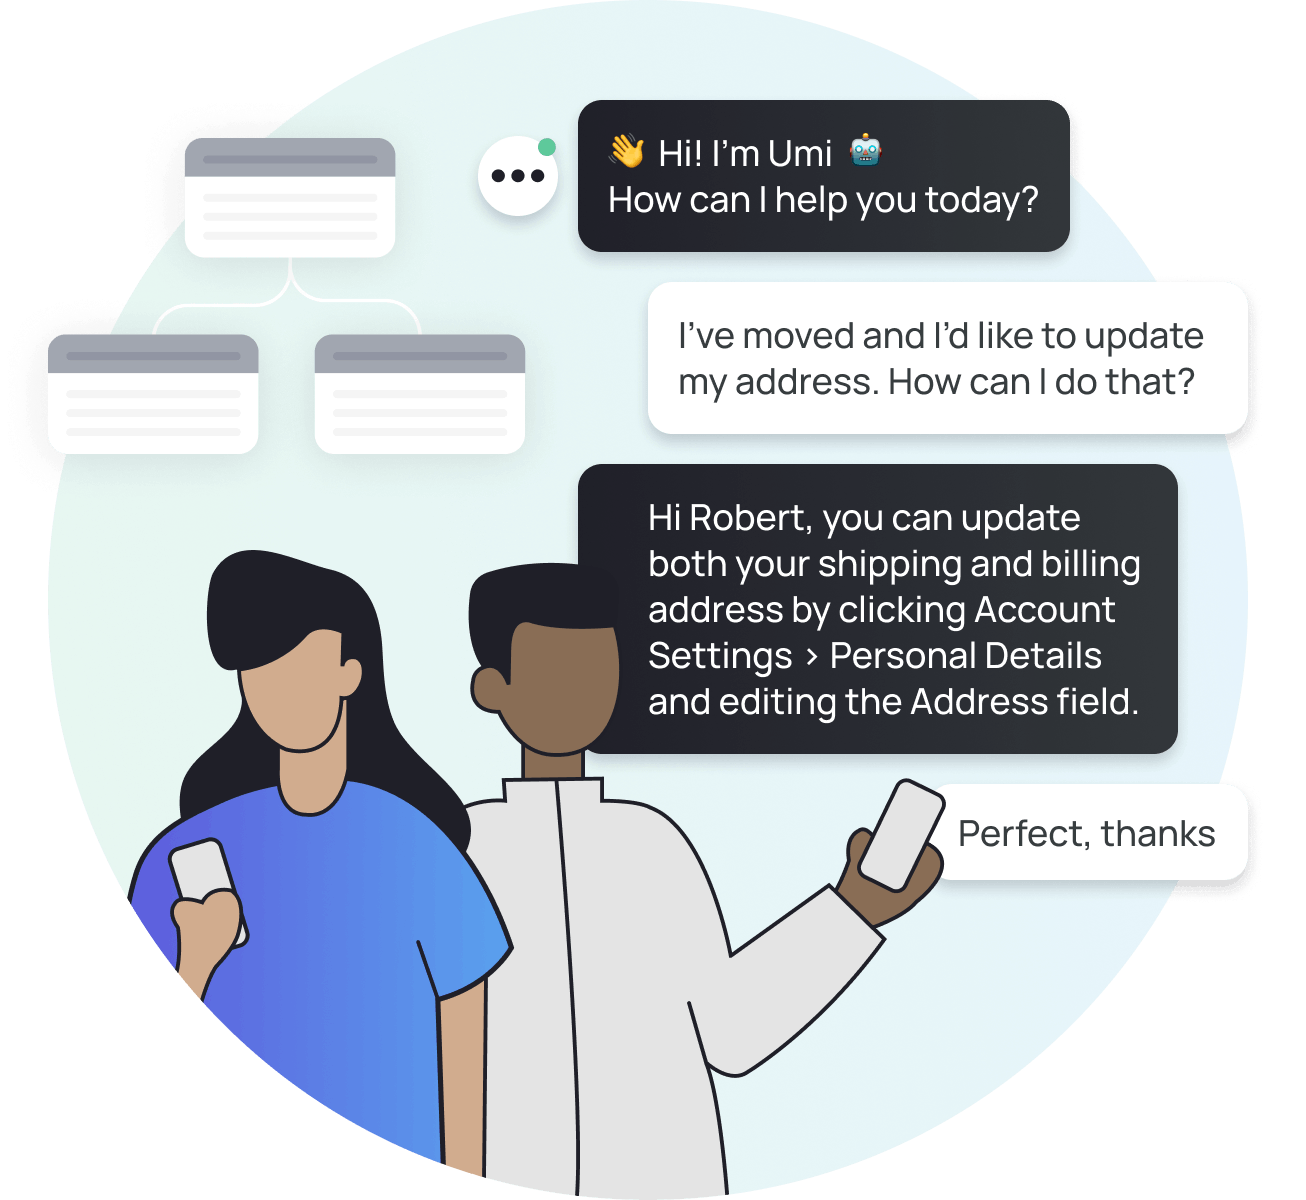 👋 Hi! I'm Umi 🤖
How can I help you today?
I've moved and I'd like to update
my address. How can I do that?
Hi Robert, you can update
both your shipping and billing
address by clicking Account
Settings > Personal Details
and editing the Address field.
Perfect, thanks